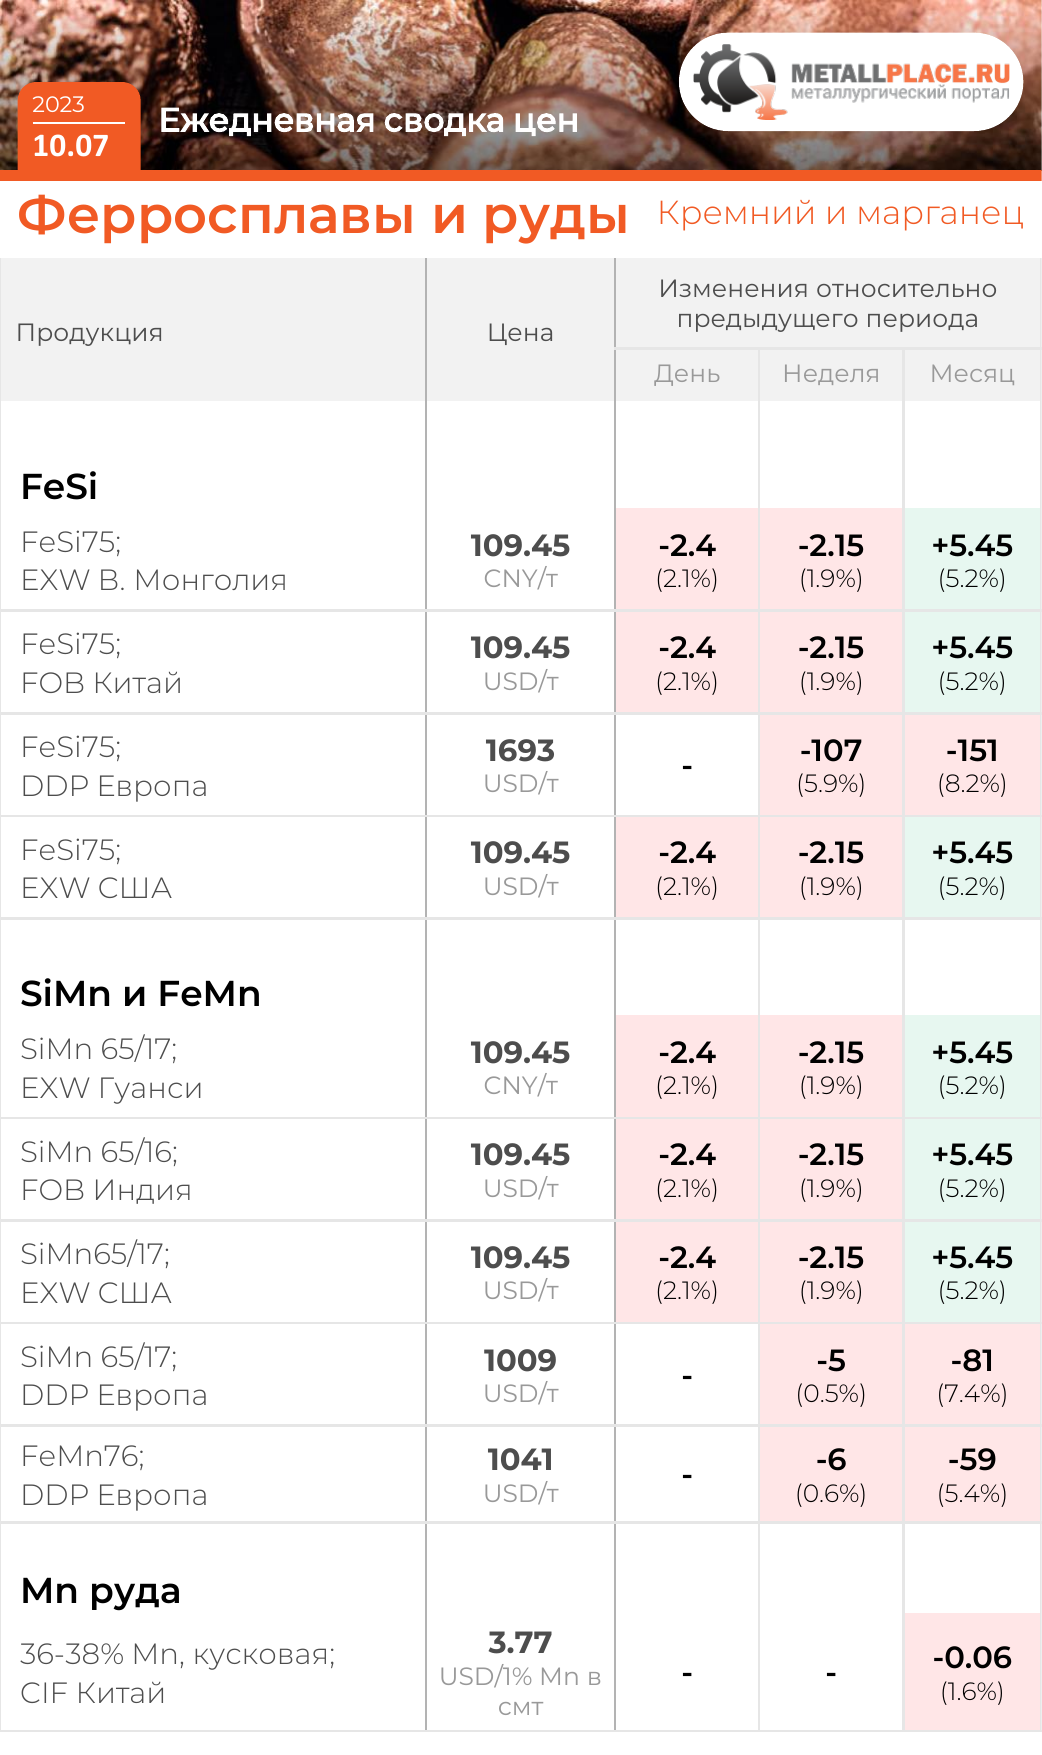 METALLPLACE.RU
металлургический портал
2023
10.07
Ежедневная сводка цен
Ферросплавы и руды Кремний и марганец
Продукция
Цена
Изменения относительно
предыдущего периода
День Неделя Месяц
FeSi
FeSi75;
EXW В. Монголия
109.45
CNY/т
-2.4
(2.1%)
-2.15
(1.9%)
+5.45
(5.2%)
FeSi75;
FOB Китай
109.45
USD/т
-2.4
(2.1%)
-2.15
(1.9%)
+5.45
(5.2%)
FeSi75;
DDP Европа
1693
USD/т
-
-107
(5.9%)
-151
(8.2%)
FeSi75;
EXW США
109.45
USD/т
-2.4
(2.1%)
-2.15
(1.9%)
+5.45
(5.2%)
SiMn и FeMn
SiMn 65/17;
EXW Гуанси
109.45
CNY/т
-2.4
(2.1%)
-2.15
(1.9%)
+5.45
(5.2%)
SiMn 65/16;
FOB Индия
109.45
USD/т
-2.4
(2.1%)
-2.15
(1.9%)
+5.45
(5.2%)
SiMn65/17;
EXW США
109.45
USD/т
-2.4
(2.1%)
-2.15
(1.9%)
+5.45
(5.2%)
SiMn 65/17;
DDP Европа
1009
USD/т
-
-5
(0.5%)
-81
(7.4%)
FeMn76;
DDP Европа
1041
USD/т
-
-6
(0.6%)
-59
(5.4%)
Mn руда
36-38% Mn, кусковая;
CIF Китай
3.77
USD/1% Mn в
смт
-
-
-0.06
(1.6%)